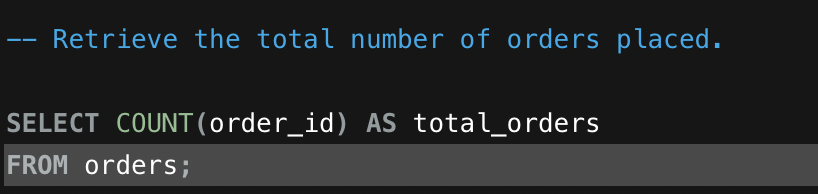 -- Retrieve the total number of orders placed.
SELECT COUNT(order_id) AS total_orders
FROM orders;